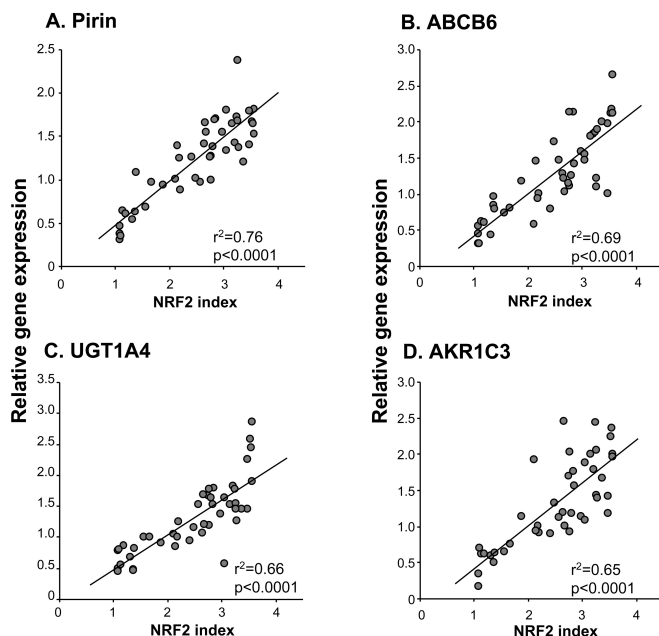 A. Pirin
B. ABCB6
Relative gene expression
2.5
2.0
1.5
1.0
0.5
0
0
1
2
3
4
r²=0.76
p<0.0001
NRF2 index
3.0
2.5
2.0
1.5
1.0
0.5
0
0
1
2
3
4
r²=0.69
p<0.0001
NRF2 index
C. UGT1A4
D. AKR1C3
Relative gene expression
3.5
3.0
2.5
2.0
1.5
1.0
0.5
0
0
1
2
3
4
r²=0.66
p<0.0001
NRF2 index
3.0
2.5
2.0
1.5
1.0
0.5
0
0
1
2
3
4
r²=0.65
p<0.0001
NRF2 index